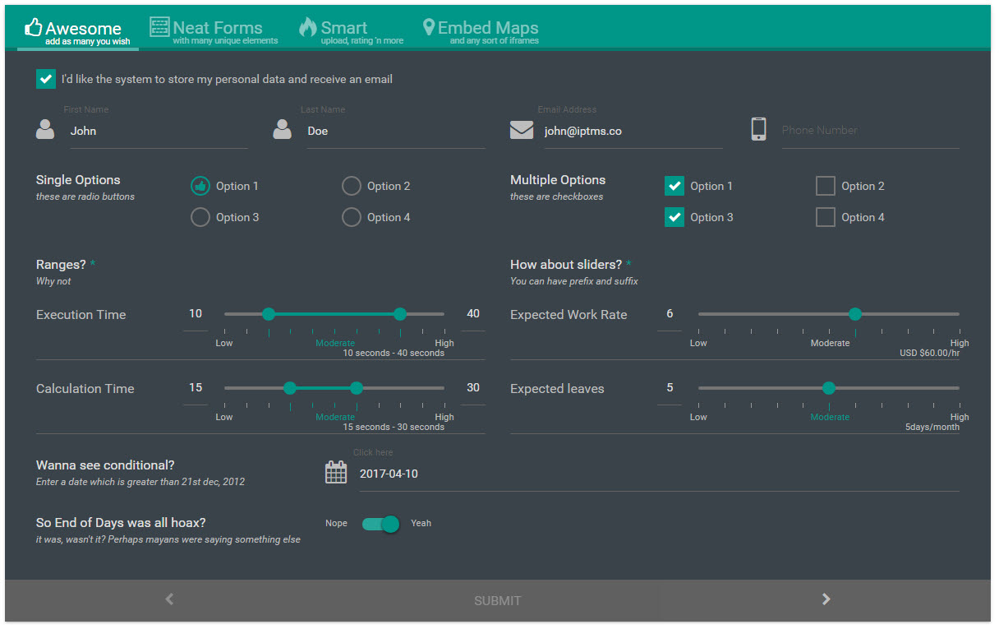 Awesome
add as many you wish
Neat Forms
with many unique elements
Smart
upload, rating 'n more
Embed Maps
and any sort of iframes
I'd like the system to store my personal data and receive an email
First Name Last Name Email Address
John Doe john@iptms.co Phone Number
Single Options
these are radio buttons
Option 1 Option 2
Option 3 Option 4
Multiple Options
these are checkboxes
Option 1 Option 2
Option 3 Option 4
Ranges? *
Why not
Execution Time 10 40
Low Moderate High
10 seconds - 40 seconds
Calculation Time 15 30
Low Moderate High
15 seconds - 30 seconds
How about sliders? *
You can have prefix and suffix
Expected Work Rate 6
Low Moderate High
USD $60.00/hr
Expected leaves 5
Low Moderate High
5days/month
Wanna see conditional?
Enter a date which is greater than 21st dec, 2012
Click here
2017-04-10
So End of Days was all hoax?
it was, wasn't it? Perhaps mayans were saying something else
Nope Yeah
SUBMIT